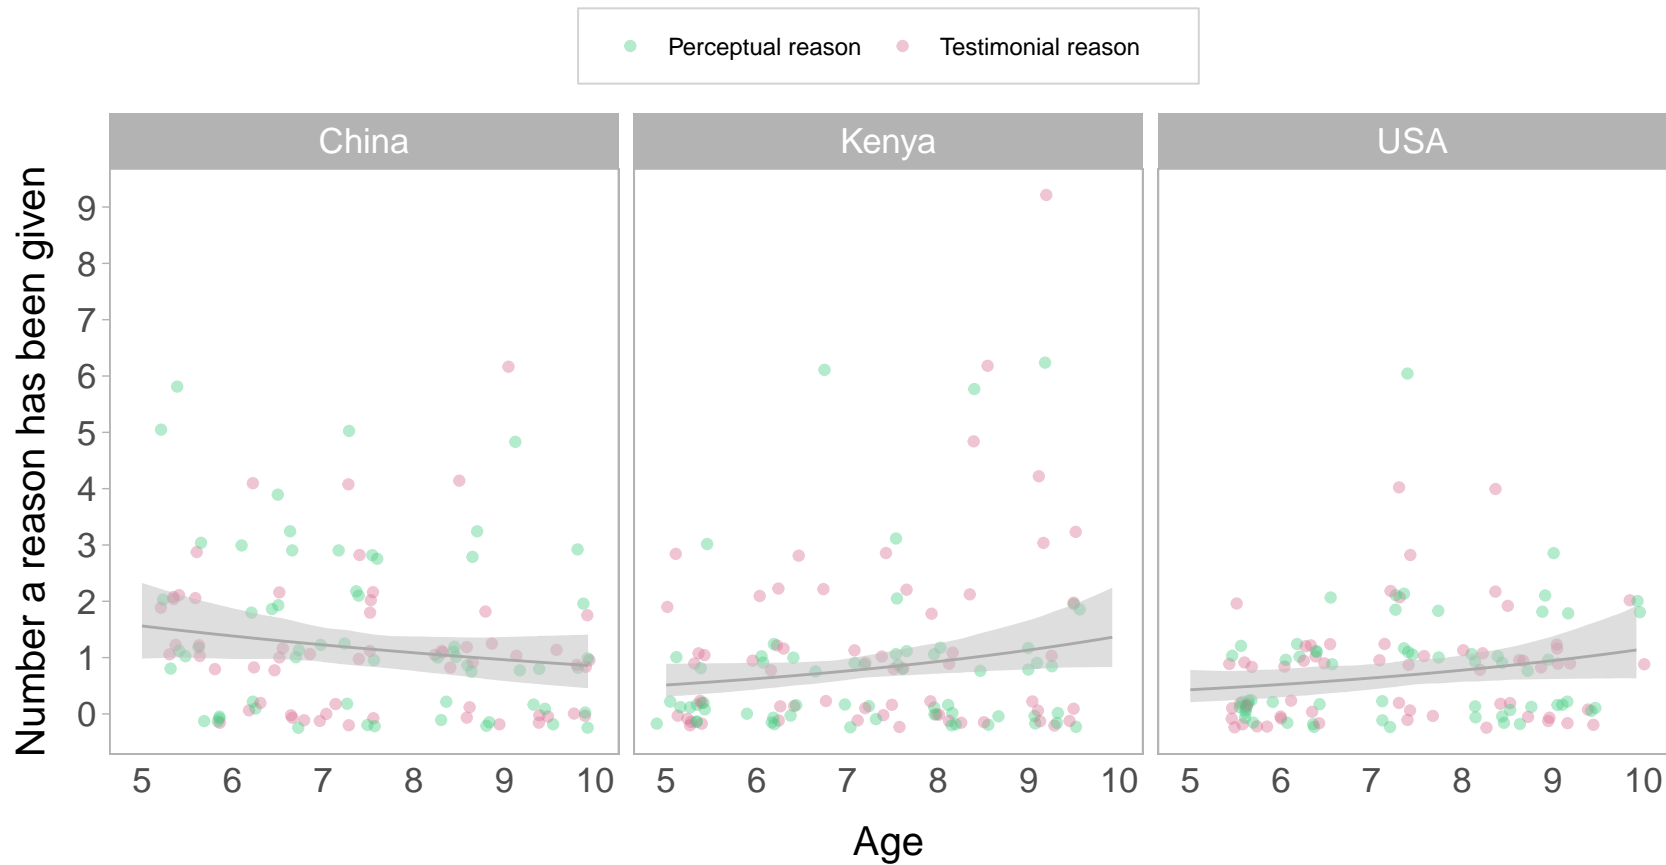 Perceptual reason Testimonial reason
China Kenya USA
Number a reason has been given
9
8
7
6
5
4
3
2
1
0
5 6 7 8 9 10 5 6 7 8 9 10 5 6 7 8 9 10
Age